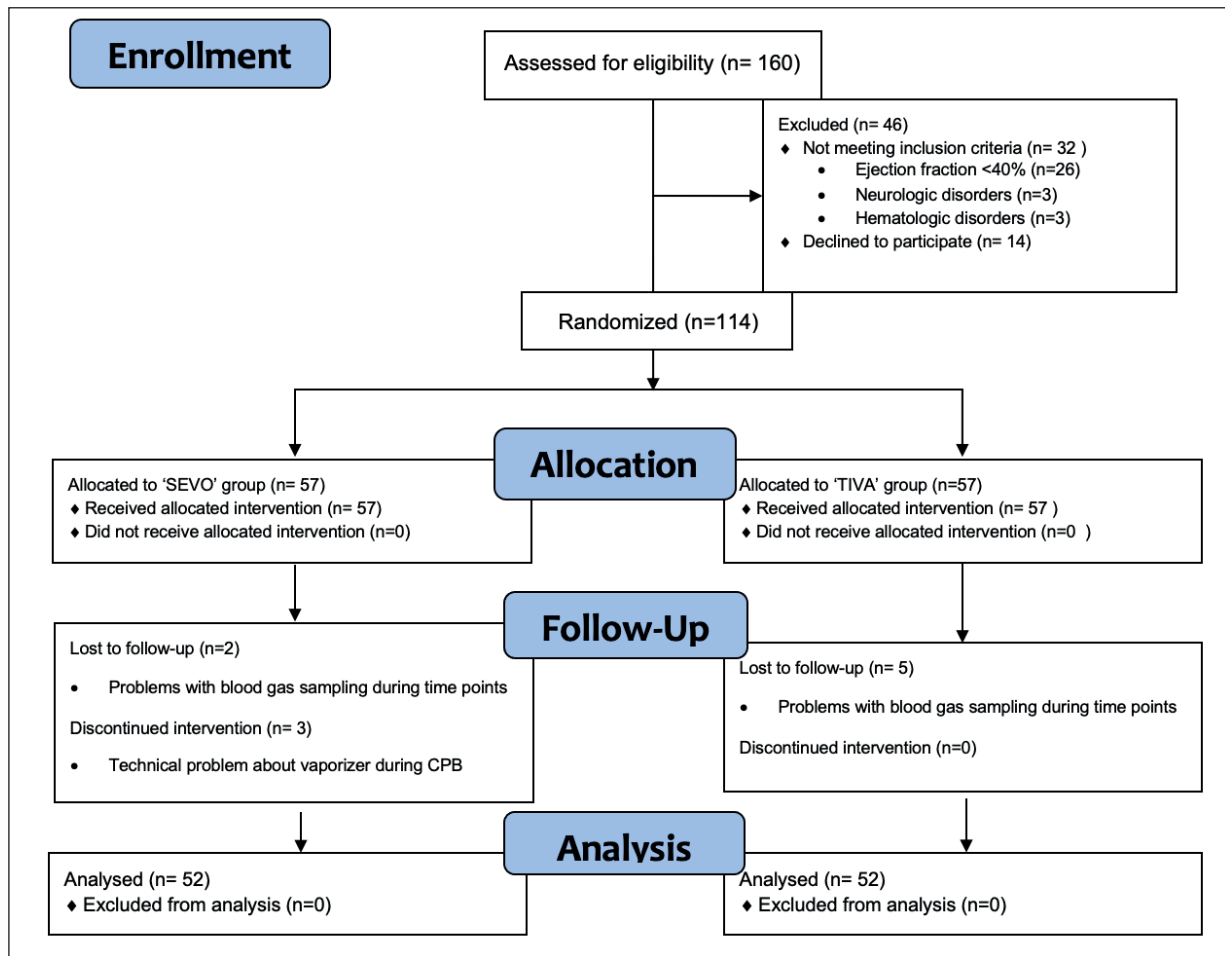 Enrollment
Assessed for eligibility (n= 160)
Excluded (n= 46)
♦ Not meeting inclusion criteria (n= 32 )
• Ejection fraction <40% (n=26)
• Neurologic disorders (n=3)
• Hematologic disorders (n=3)
♦ Declined to participate (n= 14)
Randomized (n=114)
Allocation
Allocated to ‘SEVO’ group (n= 57)
♦ Received allocated intervention (n= 57)
♦ Did not receive allocated intervention (n=0)
Allocated to ‘TIVA’ group (n=57)
♦ Received allocated intervention (n= 57 )
♦ Did not receive allocated intervention (n=0 )
Follow-Up
Lost to follow-up (n=2)
• Problems with blood gas sampling during time points
Discontinued intervention (n= 3)
• Technical problem about vaporizer during CPB
Lost to follow-up (n= 5)
• Problems with blood gas sampling during time points
Discontinued intervention (n=0)
Analysis
Analysed (n= 52)
♦ Excluded from analysis (n=0)
Analysed (n= 52)
♦ Excluded from analysis (n=0)